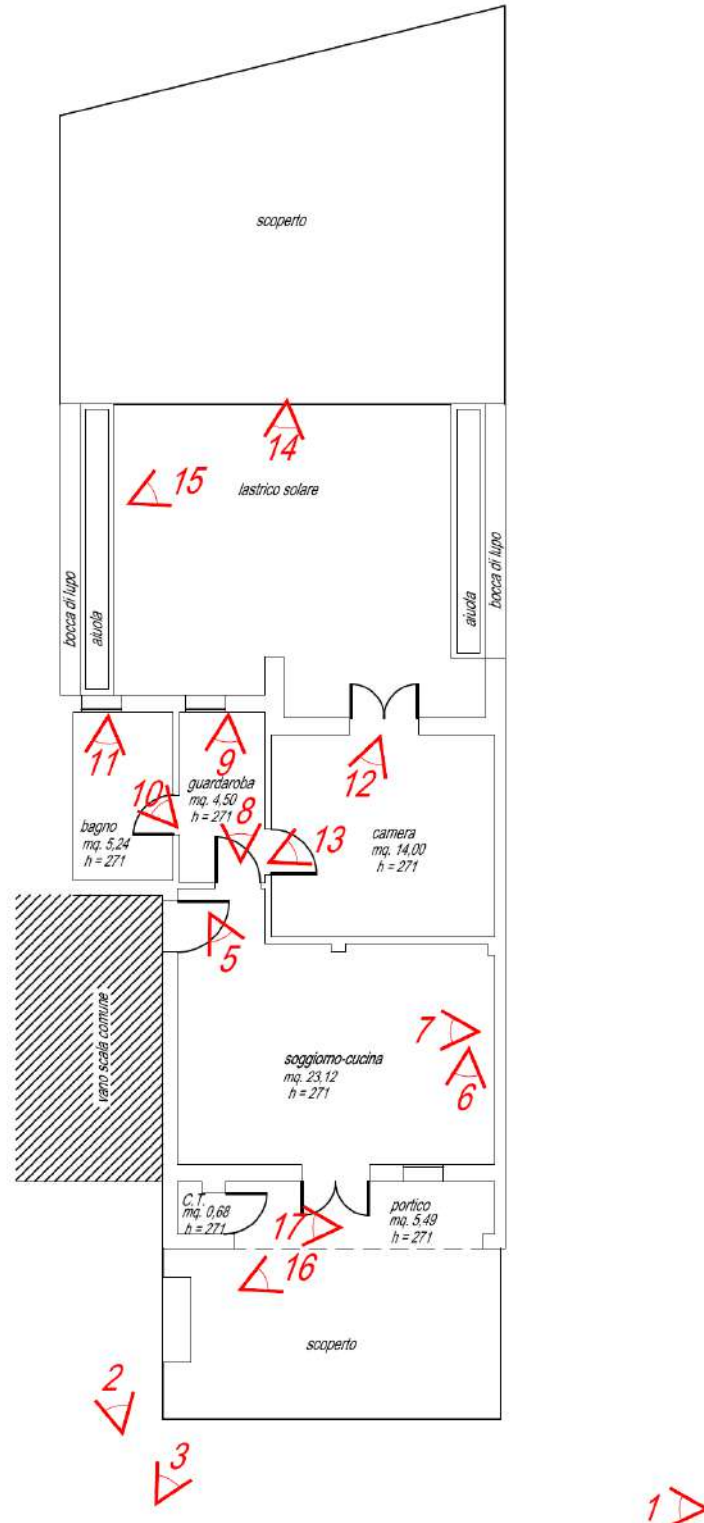 scoperto
14
15
lastrico solare
bocca di lupo
aiuola
aiuola
bocca di lupo
11
9
12
10
guardaroba
mq. 4,50
h = 271
8
bagno
mq. 5,24
h = 271
13
camera
mq. 14,00
h = 271
5
vano scala comune
7
soggiorno-cucina
mq. 23,12
h = 271
6
C.T.
mq. 0,68
h = 271
portico
mq. 5,49
h = 271
17
16
scoperto
2
3
1